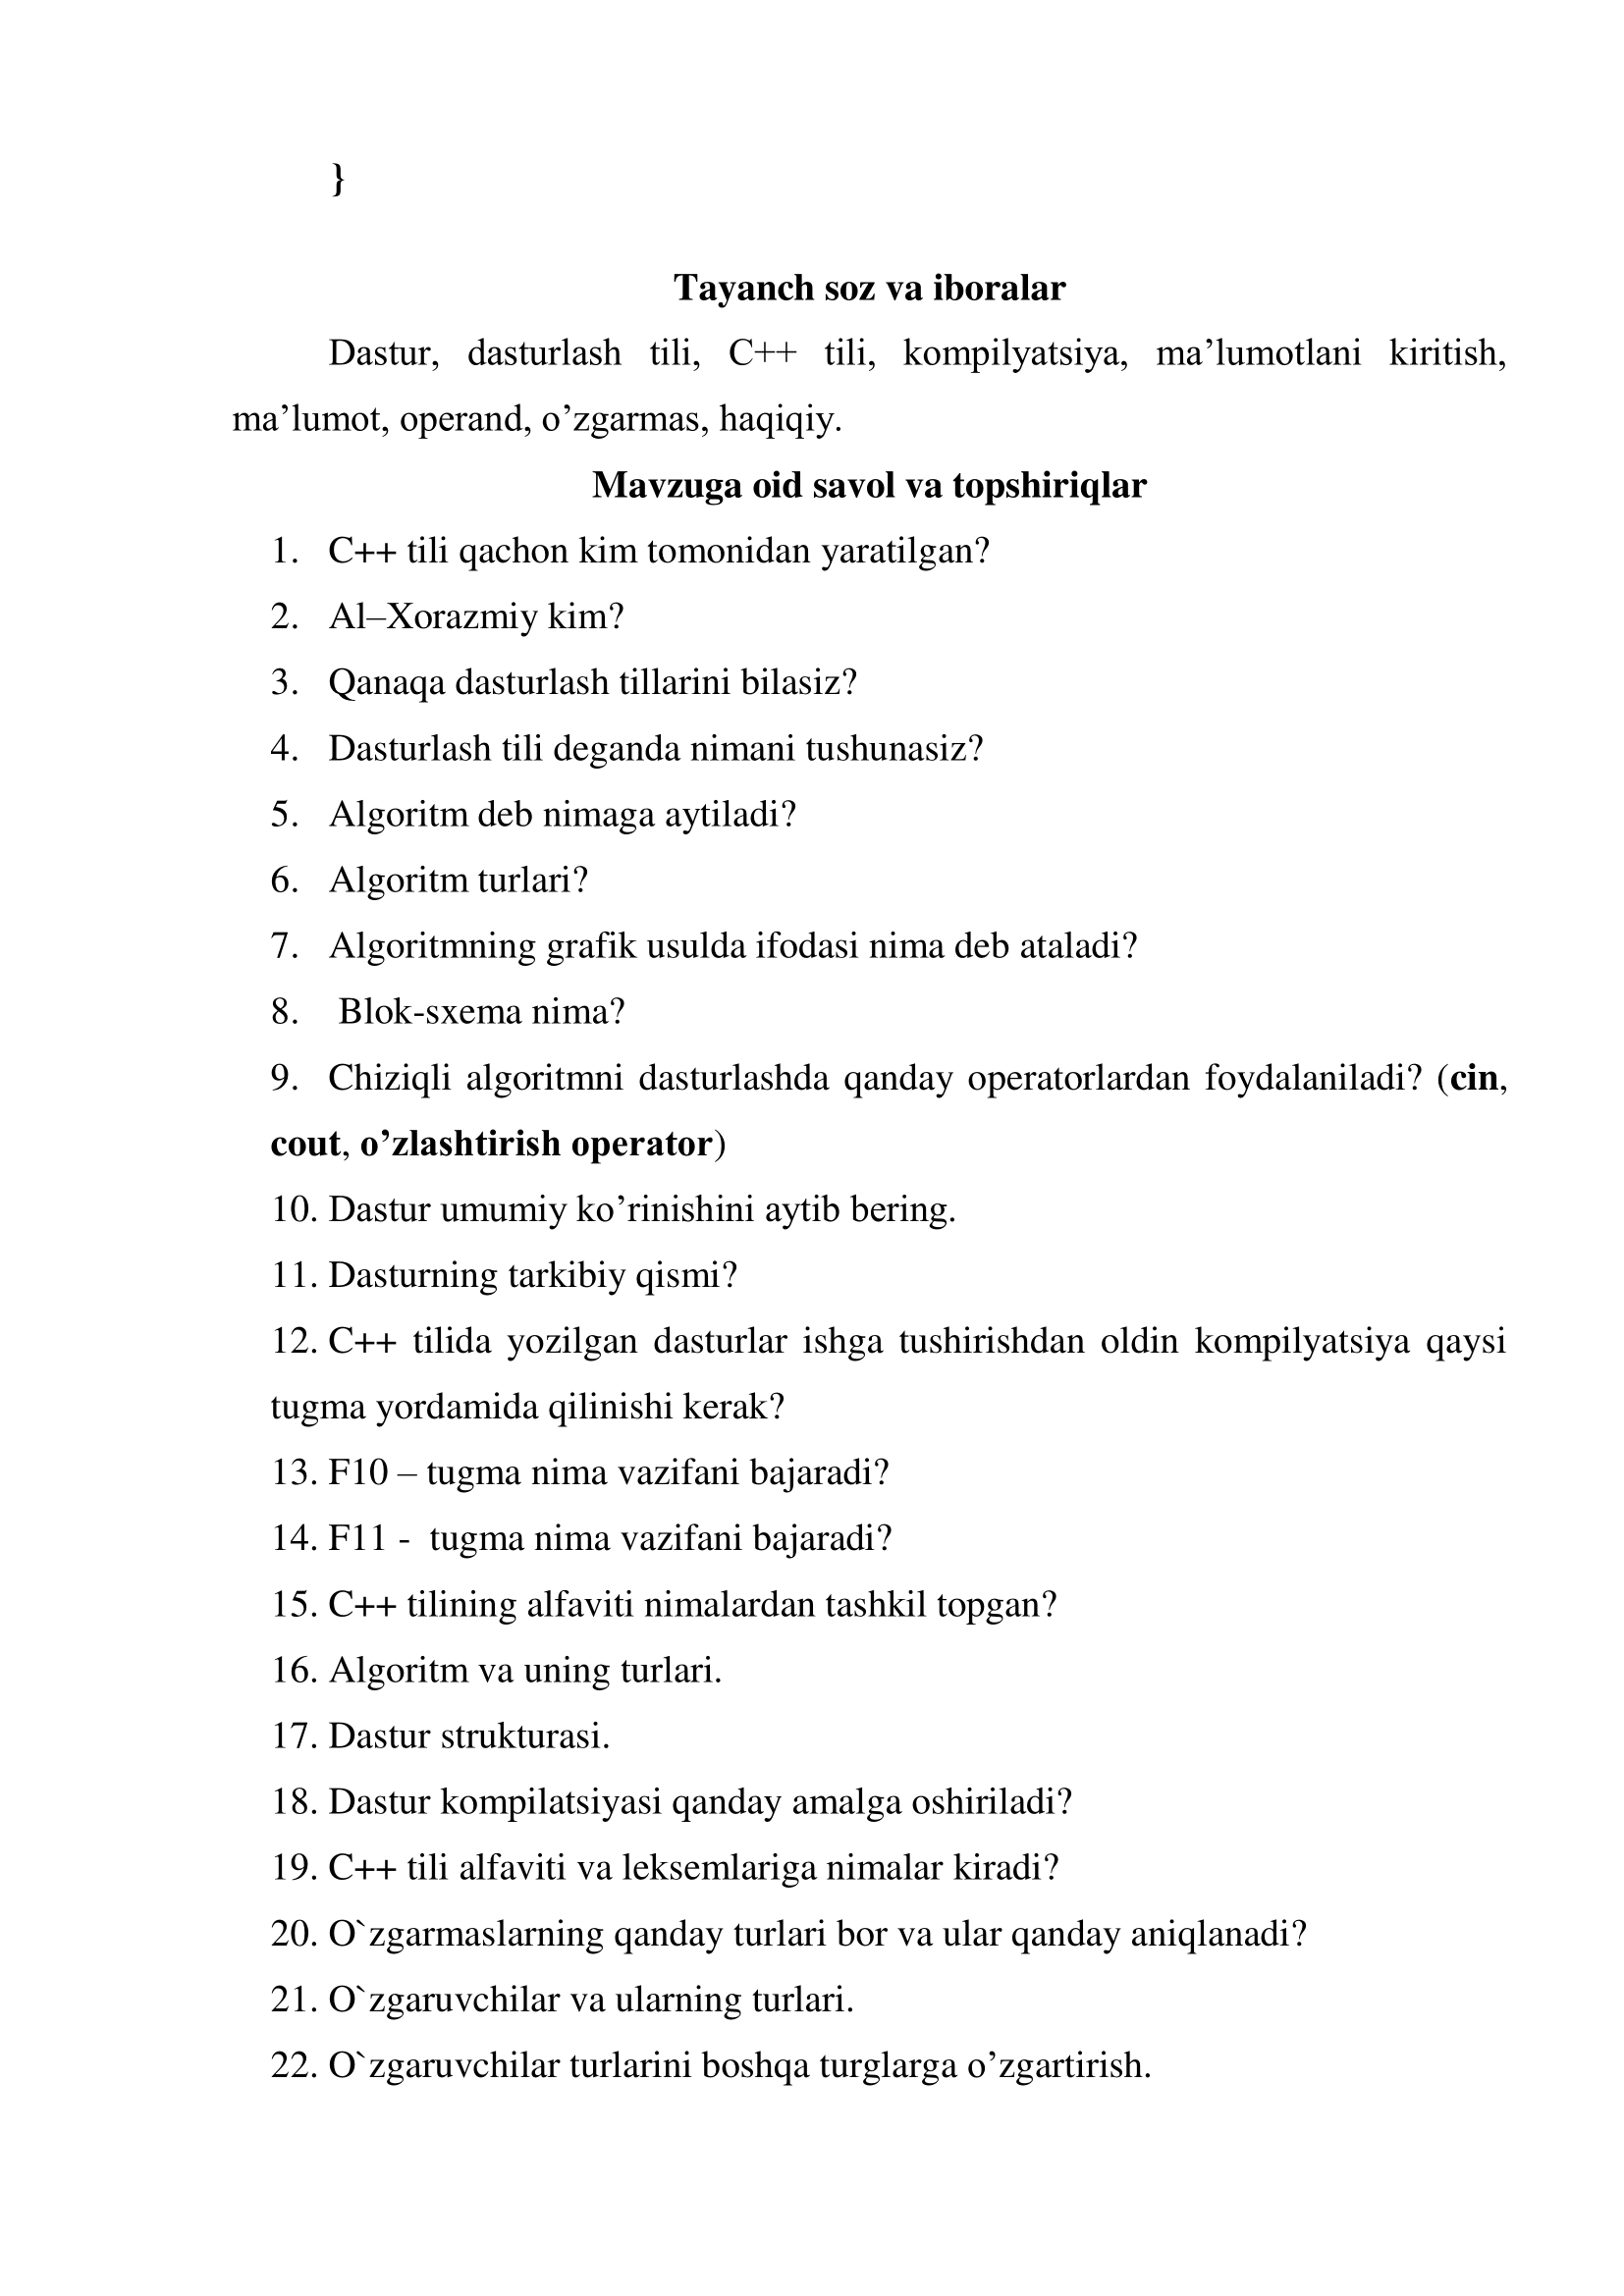 }
Tayanch soz va iboralar
Dastur, dasturlash tili, C++ tili, kompilyatsiya, ma’lumotlani kiritish,
ma’lumot, operand, o’zgarmas, haqiqiy.
Mavzuga oid savol va topshiriqlar
1. C++ tili qachon kim tomonidan yaratilgan?
2. Al–Xorazmiy kim?
3. Qanaqa dasturlash tillarini bilasiz?
4. Dasturlash tili deganda nimani tushunasiz?
5. Algoritm deb nimaga aytiladi?
6. Algoritm turlari?
7. Algoritmning grafik usulda ifodasi nima deb ataladi?
8. Blok-sxema nima?
9. Chiziqli algoritmni dasturlashda qanday operatorlardan foydalaniladi? (cin,
cout, o’zlashtirish operator)
10. Dastur umumiy ko’rinishini aytib bering.
11. Dasturning tarkibiy qismi?
12. C++ tilida yozilgan dasturlar ishga tushirishdan oldin kompilyatsiya qaysi
tugma yordamida qilinishi kerak?
13. F10 – tugma nima vazifani bajaradi?
14. F11 - tugma nima vazifani bajaradi?
15. C++ tilining alfaviti nimalardan tashkil topgan?
16. Algoritm va uning turlari.
17. Dastur strukturasi.
18. Dastur kompilatsiyasi qanday amalga oshiriladi?
19. C++ tili alfaviti va leksemlariga nimalar kiradi?
20. O`zgarmaslarning qanday turlari bor va ular qanday aniqlanadi?
21. O`zgaruvchilar va ularning turlari.
22. O`zgaruvchilar turlarini boshqa turglarga o’zgartirish.